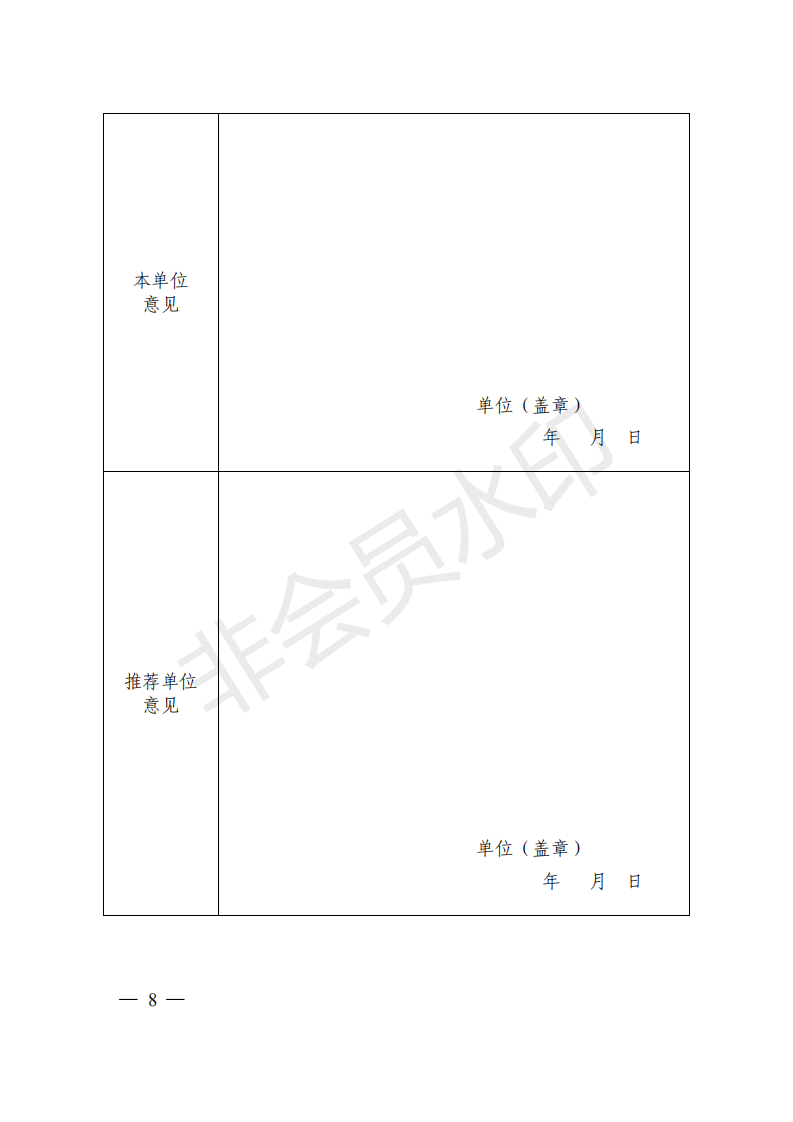 本单位
意见
单位（盖章）
年 月 日
非会员水印
推荐单位
意见
单位（盖章）
年 月 日
— 8 —